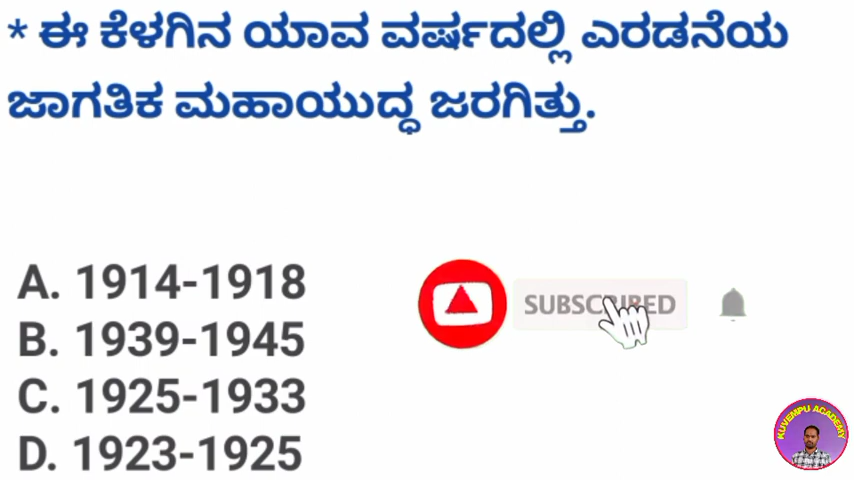 * ಈ ಕೆಳಗಿನ ಯಾವ ವರ್ಷದಲ್ಲಿ ಎರಡನೆಯ
ಜಾಗತಿಕ ಮಹಾಯುದ್ಧ ಜರಗಿತ್ತು.
A. 1914-1918
B. 1939-1945
C. 1925-1933
D. 1923-1925
SUBSCRIBED
KUVEMPU ACADEMY